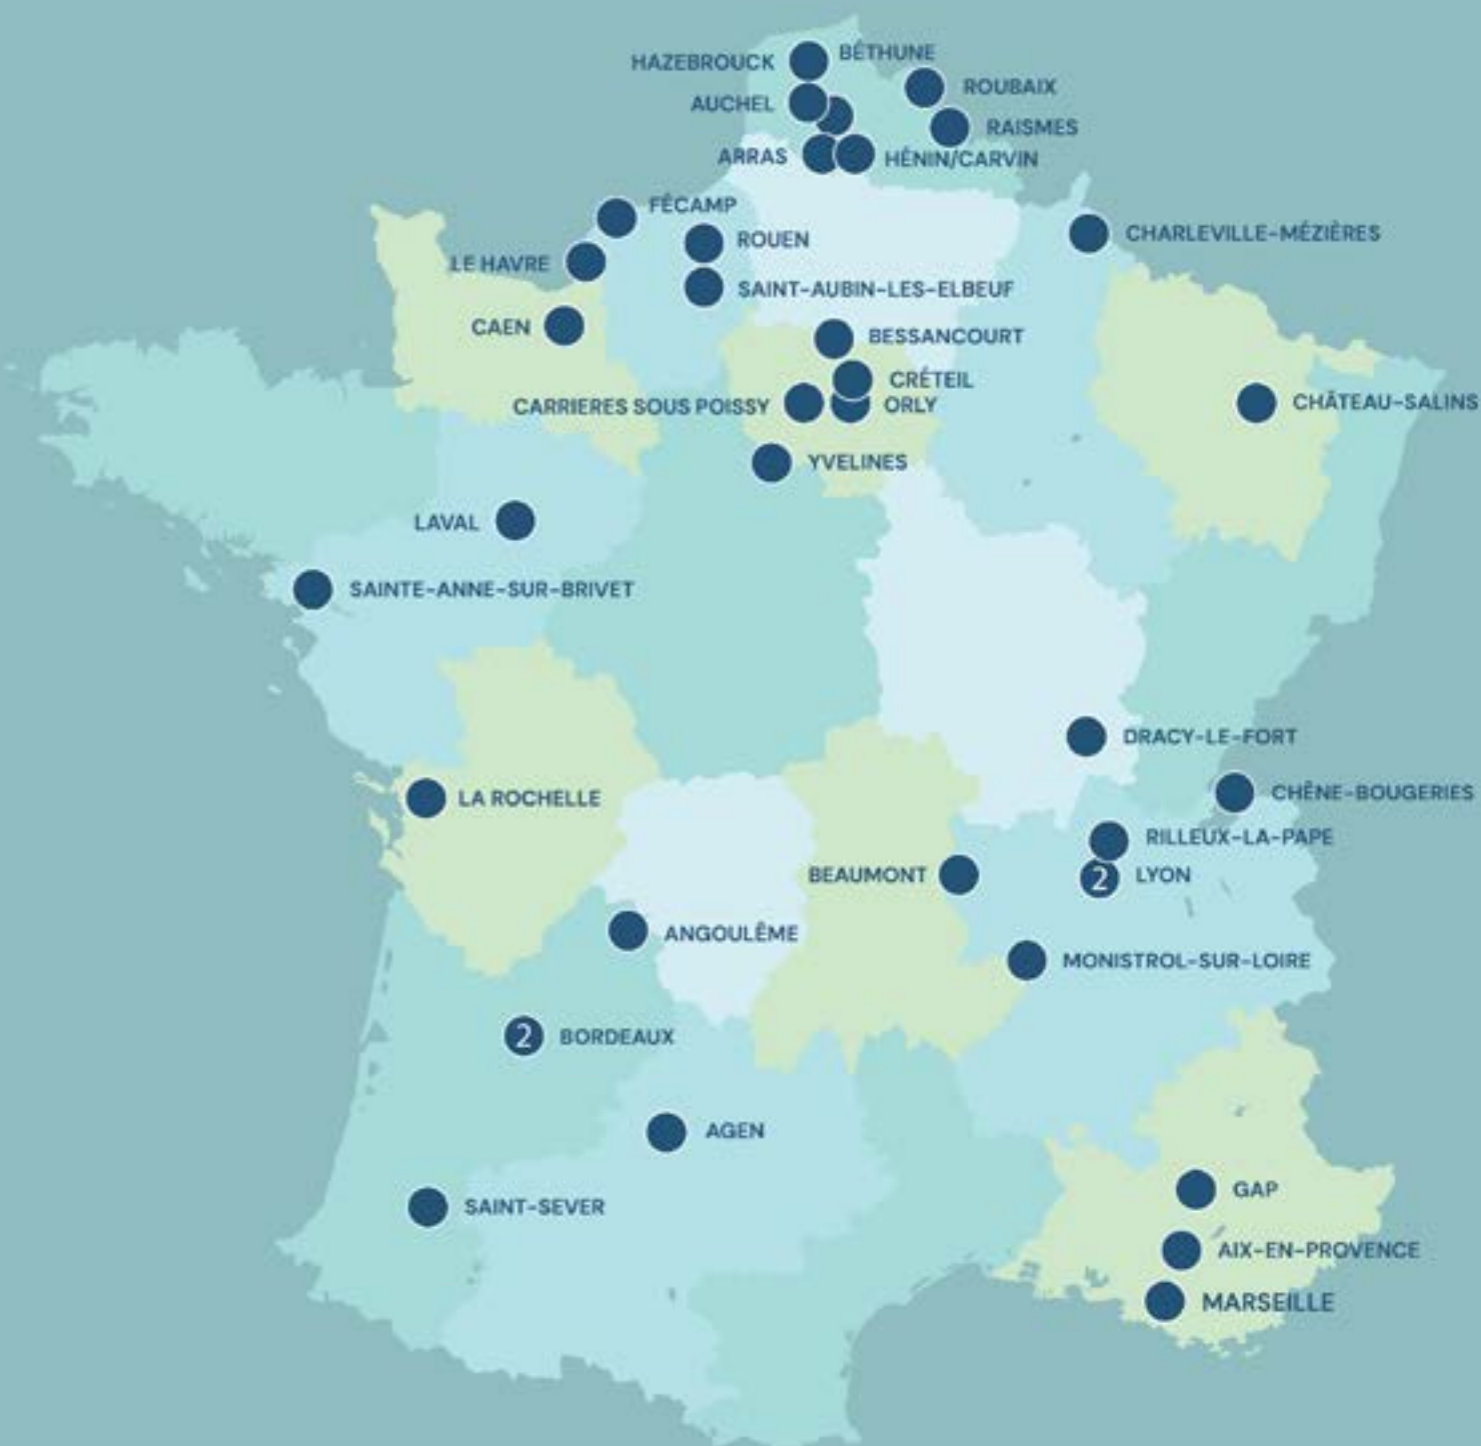 BÉTHUNE
HAZEBROUCK
ROUBAIX
AUCHEL
RAISMES
ARRAS
HÉNIN/CARVIN
FÉCAMP
CHARLEVILLE-MÉZIÈRES
ROUEN
LE HAVRE
SAINT-AUBIN-LES-ELBEUF
CAEN
BESSANCOURT
CRÉTEIL
CHÂTEAU-SALINS
CARRIERES SOUS POISSY
ORLY
YVELINES
LAVAL
SAINTE-ANNE-SUR-BRIVET
DRACY-LE-FORT
CHÊNE-BOUGERIES
LA ROCHELLE
RILLEUX-LA-PAPE
BEAUMONT
2 LYON
ANGOULÊME
MONISTROL-SUR-LOIRE
2 BORDEAUX
AGEN
GAP
SAINT-SEVER
AIX-EN-PROVENCE
MARSEILLE